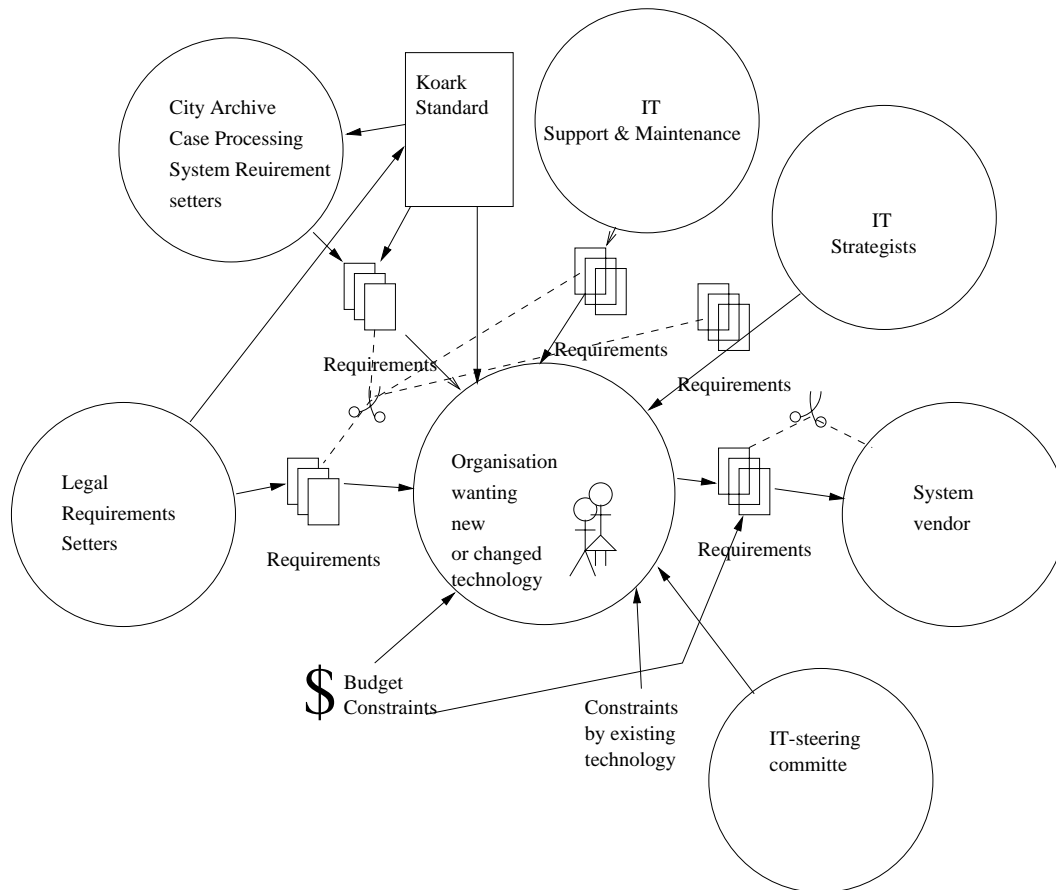 City Archive
Case Processing
System Reuirement
setters
Koark
Standard
IT
Support & Maintenance
IT
Strategists
Requirements
Requirements
Requirements
Legal
Requirements
Setters
Requirements
Organisation
wanting
new
or changed
technology
Requirements
System
vendor
$
Budget
Constraints
Constraints
by existing
technology
IT-steering
committe